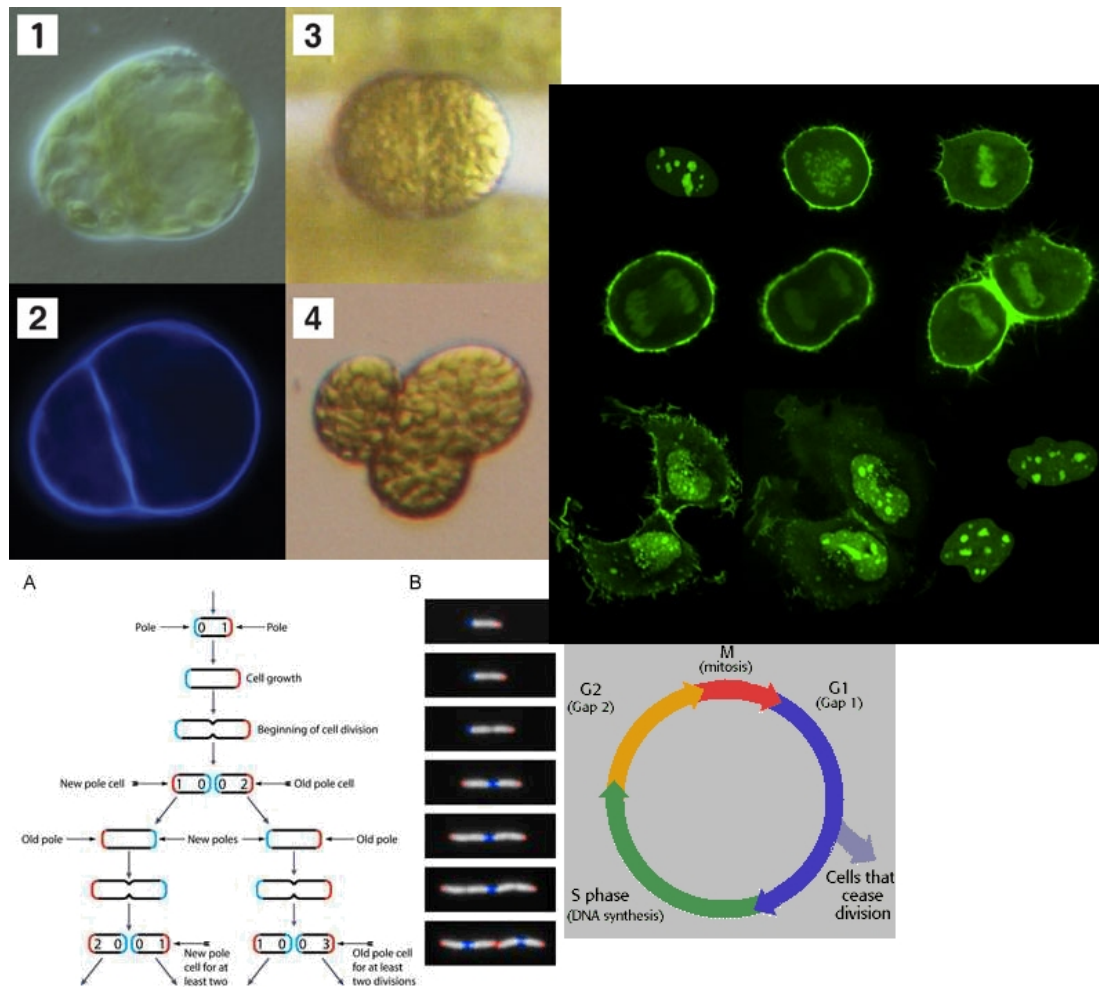 1
3
2
4
A
B
Pole
0 1
Pole
Cell growth
Beginning of cell division
New pole cell
1 0 0 2
Old pole cell
Old pole
New poles
Old pole
2 0 0 1
New pole
cell for at
least two
1 0 0 3
Old pole cell
for at least
two divisions
M
(mitosis)
G2
(Gap 2)
G1
(Gap 1)
S phase
(DNA synthesis)
Cells that
cease
division